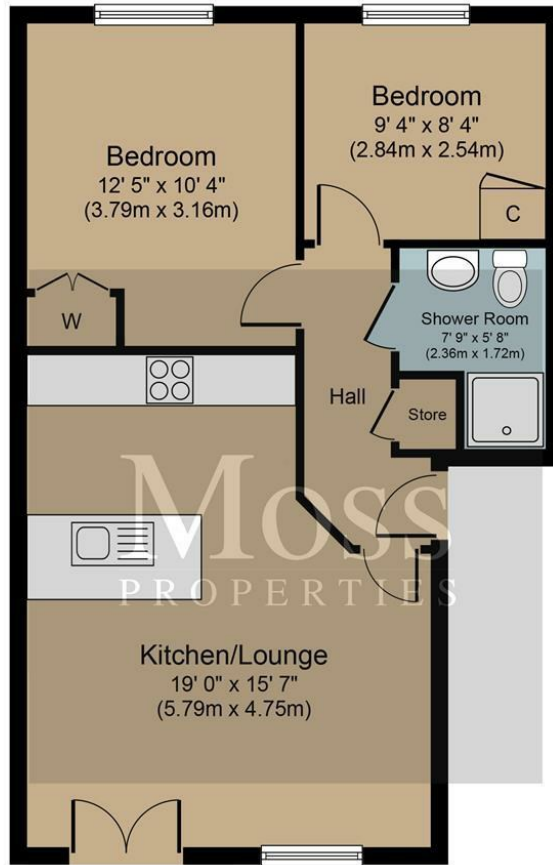 Bedroom
12' 5" x 10' 4"
(3.79m x 3.16m)
Bedroom
9' 4" x 8' 4"
(2.84m x 2.54m)
C
W
Shower Room
7' 9" x 5' 8"
(2.36m x 1.72m)
Hall
Store
MOSS
PROPERTIES
Kitchen/Lounge
19' 0" x 15' 7"
(5.79m x 4.75m)